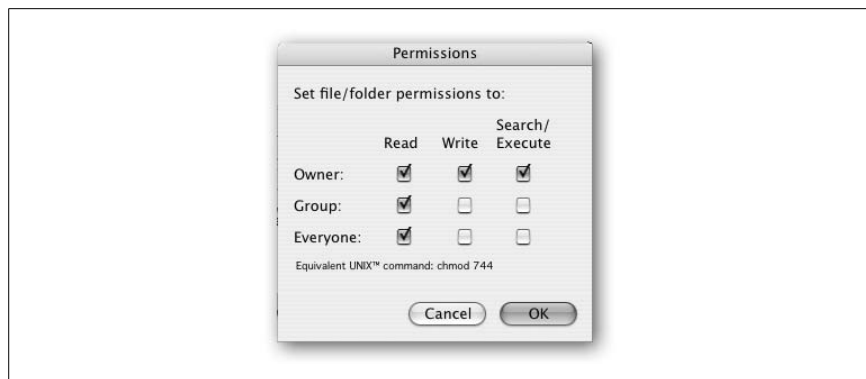 Permissions
Set file/folder permissions to:
Search/
Read Write Execute
Owner:
Group:
Everyone:
Equivalent UNIX™ command: chmod 744
Cancel OK